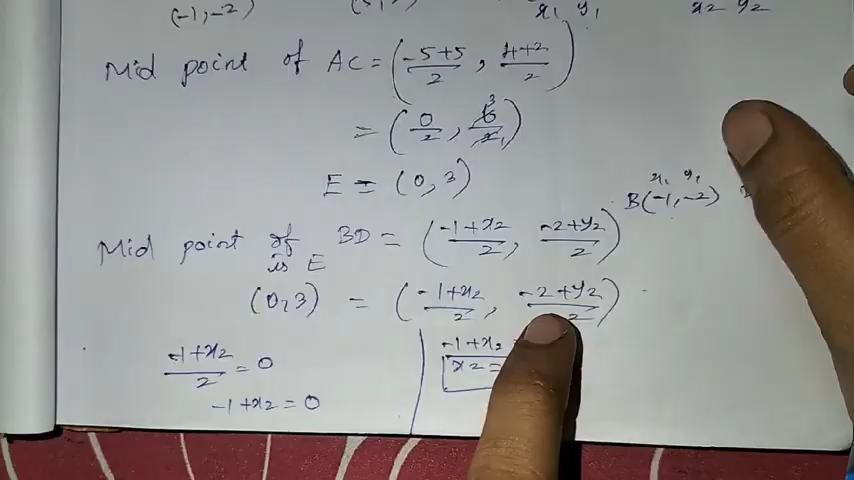 (-1,-2) x₁ y₁ x₂ y₂
Mid point of AC = (-5+5/2, 4+2/2)
= (0/2, 6/2) 3 1
E = (0,3)
x₁ y₁
B(-1,-2)
Mid point of BD = (-1+x₂/2, -2+y₂/2)
is E
(0,3) = (-1+x₂/2, -2+y₂/2)
-1+x₂/2 = 0
-1+x₂ = 0
-1+x₂
x₂ =